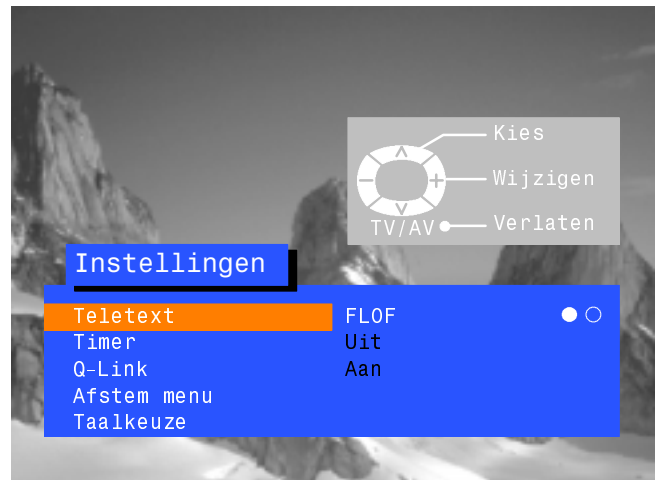 Kies
Wijzigen
TV/AV Verlaten
Instellingen
Teletext FLOF
Timer Uit
Q-Link Aan
Afstem menu
Taalkeuze